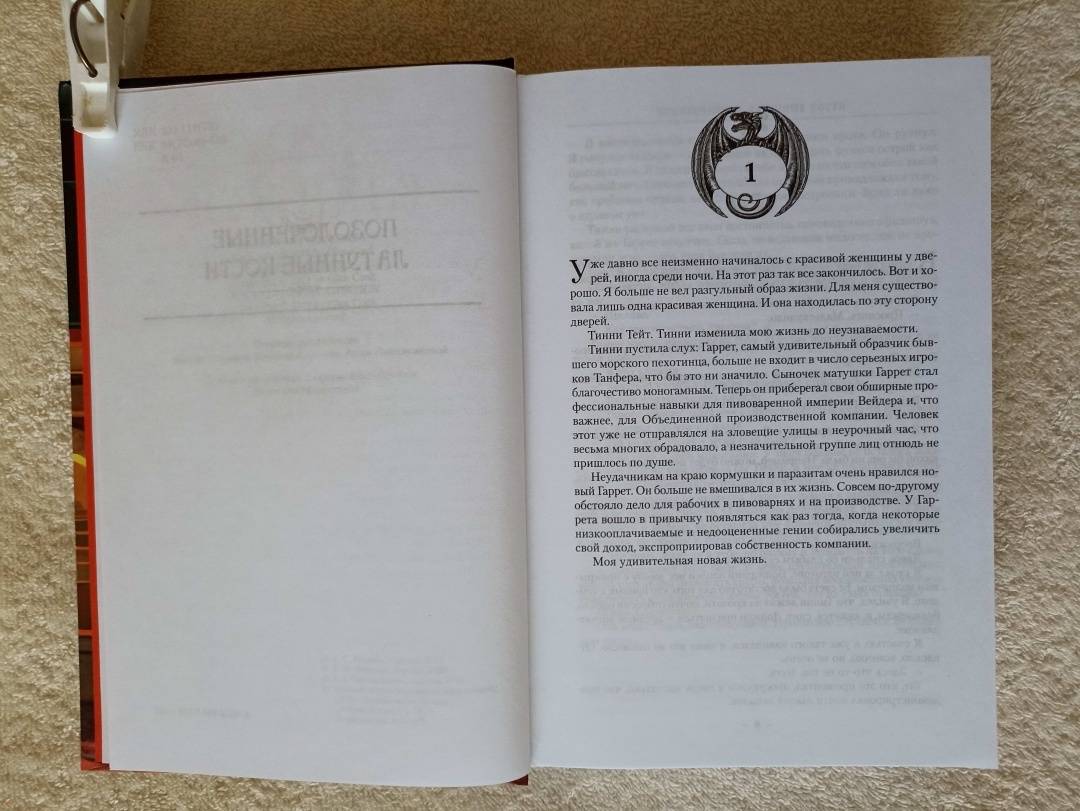 ПОЗОЛОЧЕННЫЕ
ЛАТУННЫЕ КОСТИ
1
Уже давно все неизменно начиналось с красивой женщины у две-
рей, иногда среди ночи. На этот раз так все закончилось. Вот и хо-
рошо. Я больше не вел разгульный образ жизни. Для меня существо-
вала лишь одна красивая женщина. И она находилась по эту сторону
дверей.
Тинни Тейт. Тинни изменила мою жизнь до неузнаваемости.
Тинни пустила слух: Гаррет, самый удивительный образчик быв-
шего морского пехотинца, больше не входит в число серьезных игро-
ков Танфера, что бы это ни значило. Сыночек матушки Гаррет стал
благочестиво моногамным. Теперь он приберегал свои обширные про-
фессиональные навыки для пивоваренной империи Вейдера и, что
важнее, для Объединенной производственной компании. Человек
этот уже не отправлялся на зловещие улицы в неурочный час, что
весьма многих обрадовало, а незначительной группе лиц отнюдь не
пришлось по душе.
Неудачникам на краю кормушки и паразитам очень нравился но-
вый Гаррет. Он больше не вмешивался в их жизнь. Совсем по-другому
обстояло дело для рабочих в пивоварнях и на производстве. У Гар-
рета вошло в привычку появляться как раз тогда, когда некоторые
низкооплачиваемые и недооцененные гении собирались увеличить
свой доход, экспроприировав собственность компании.
Моя удивительная новая жизнь.